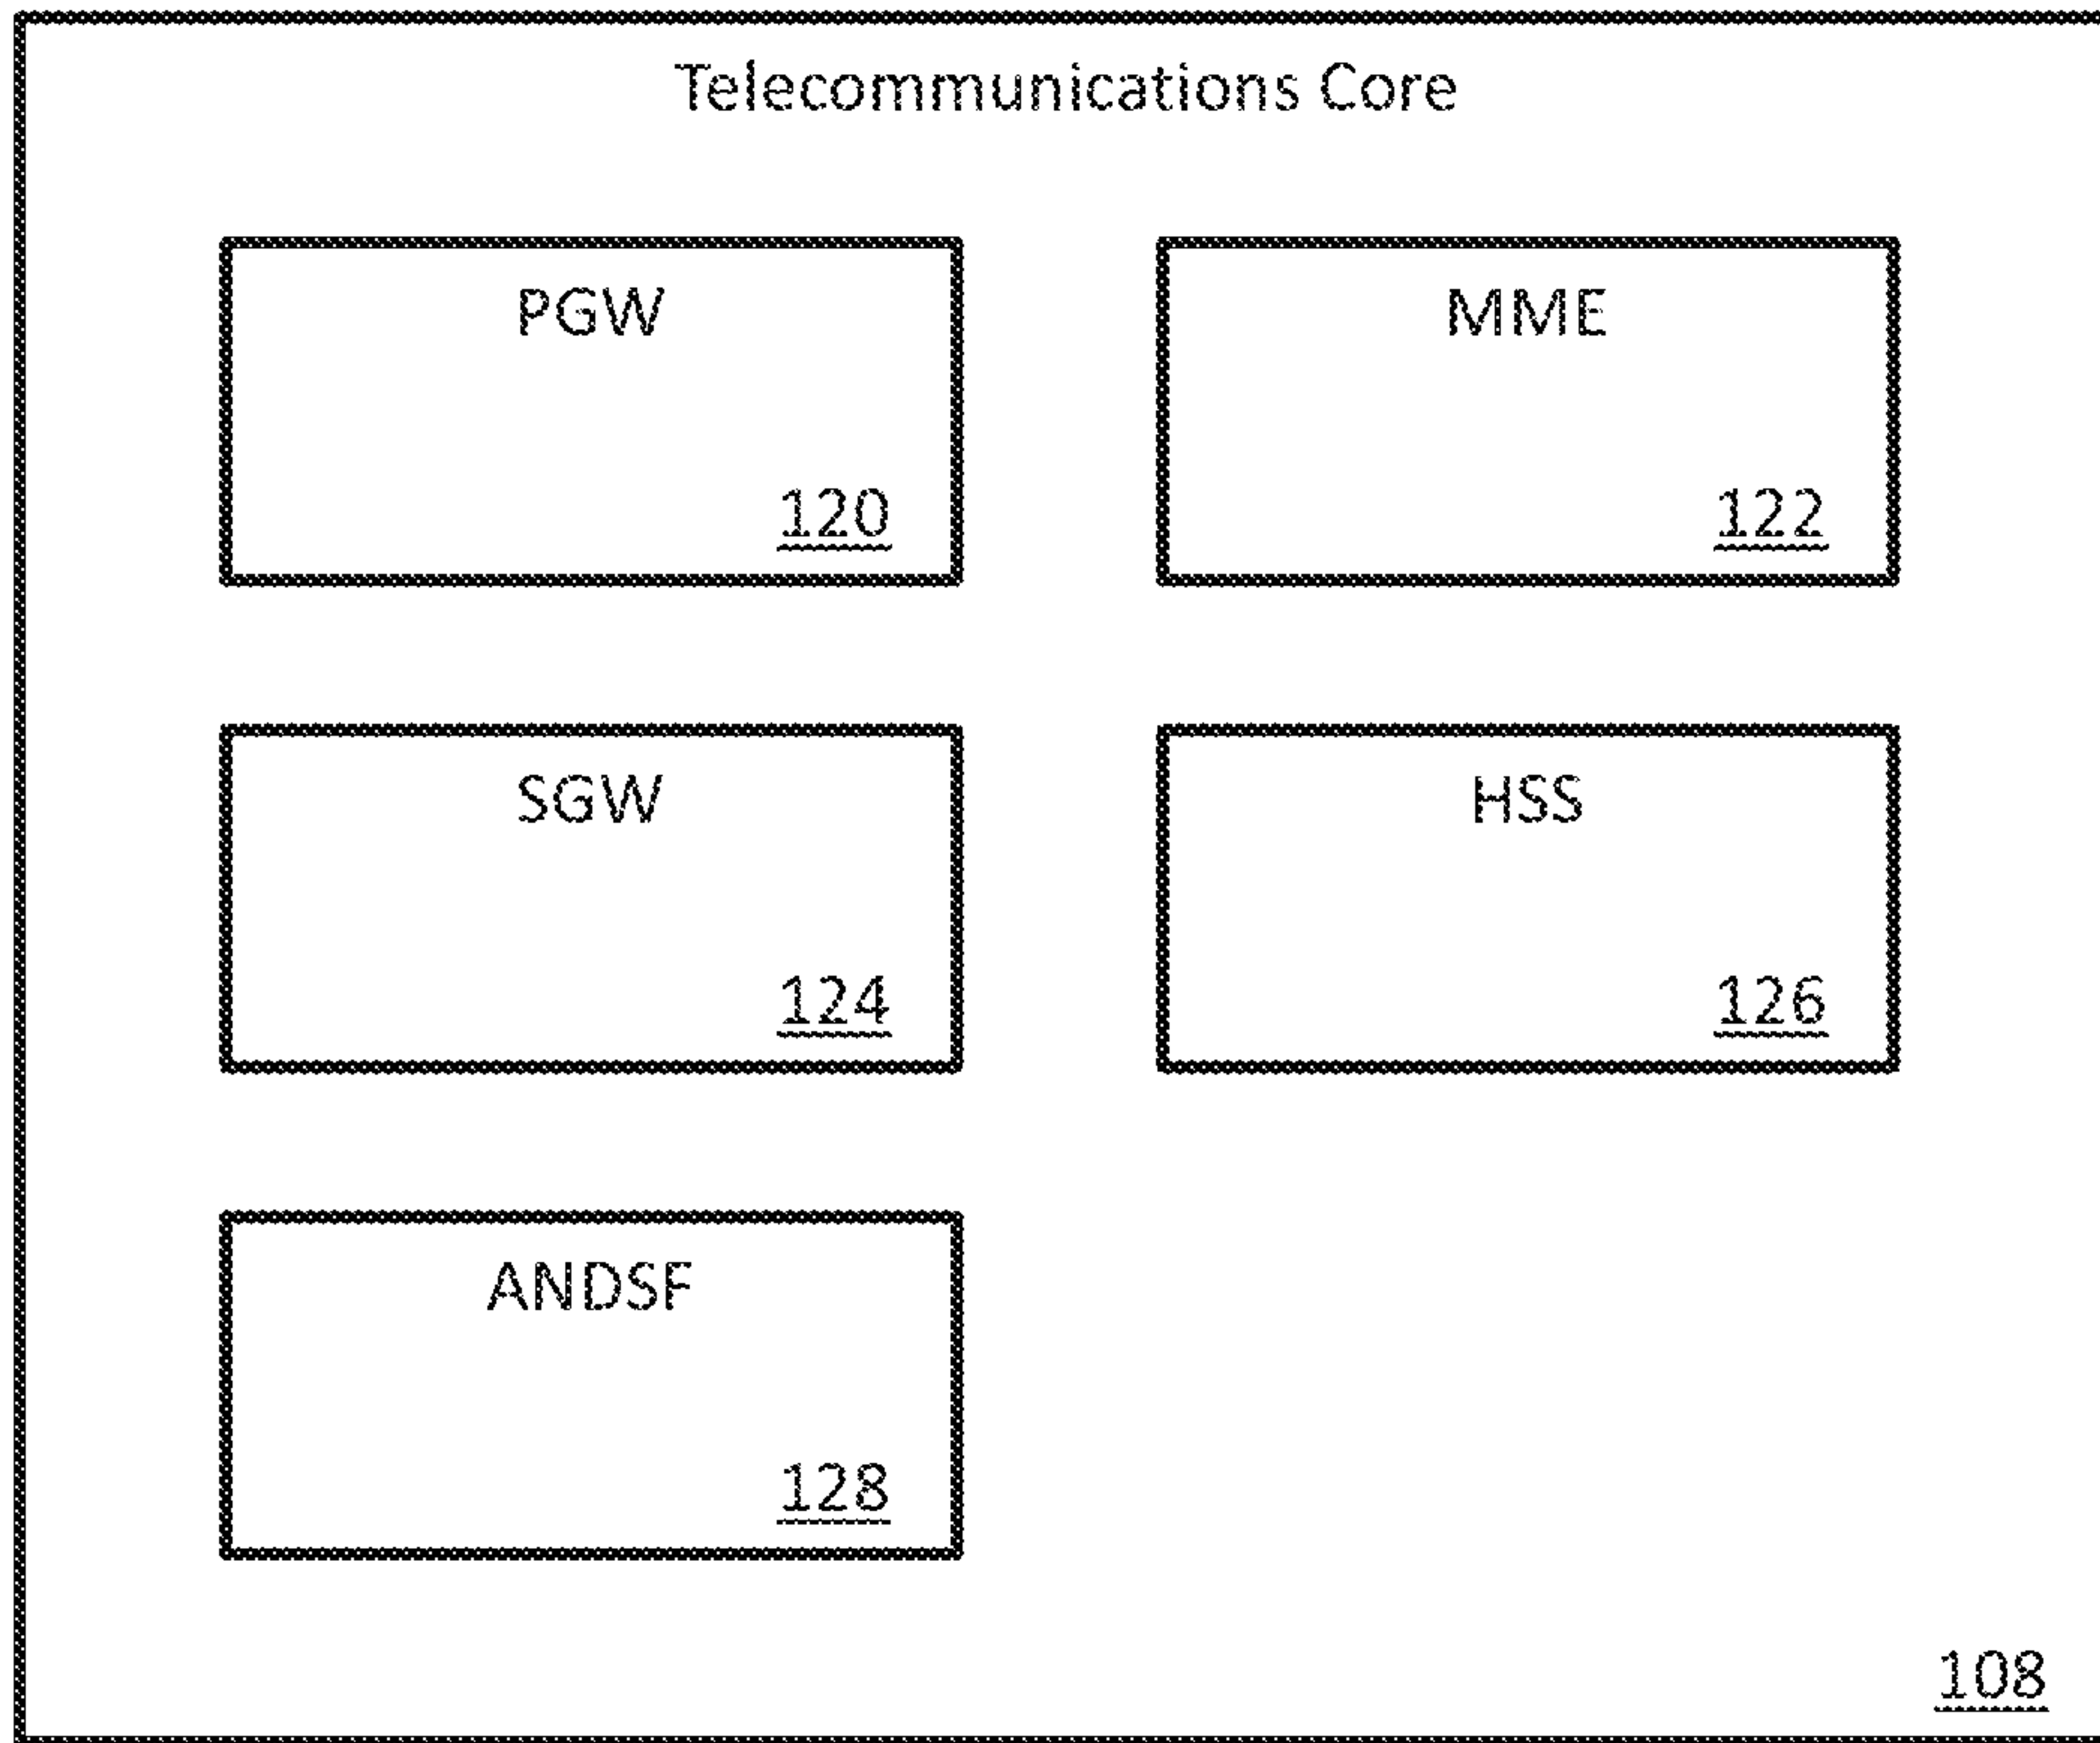 Telecommunications Core
PGW
120
MME
122
SGW
124
HSS
126
ANDSF
128
108